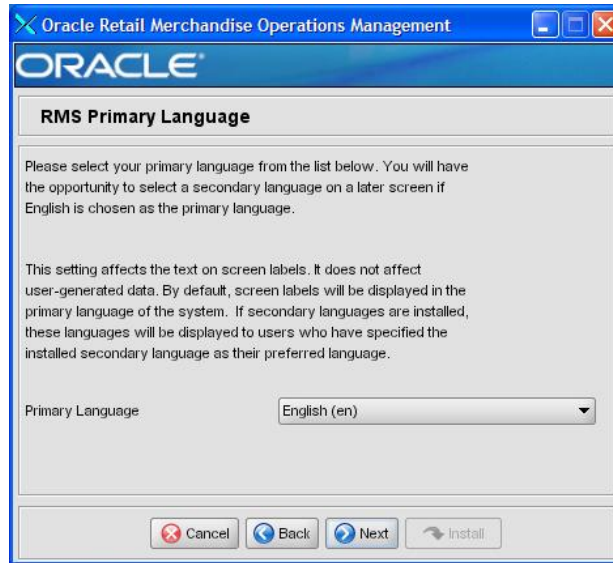 Oracle Retail Merchandise Operations Management
ORACLE
RMS Primary Language
Please select your primary language from the list below. You will have
the opportunity to select a secondary language on a later screen if
English is chosen as the primary language.
This setting affects the text on screen labels. It does not affect
user-generated data. By default, screen labels will be displayed in the
primary language of the system. If secondary languages are installed,
these languages will be displayed to users who have specified the
installed secondary language as their preferred language.
Primary Language English (en)
Cancel Back Next Install